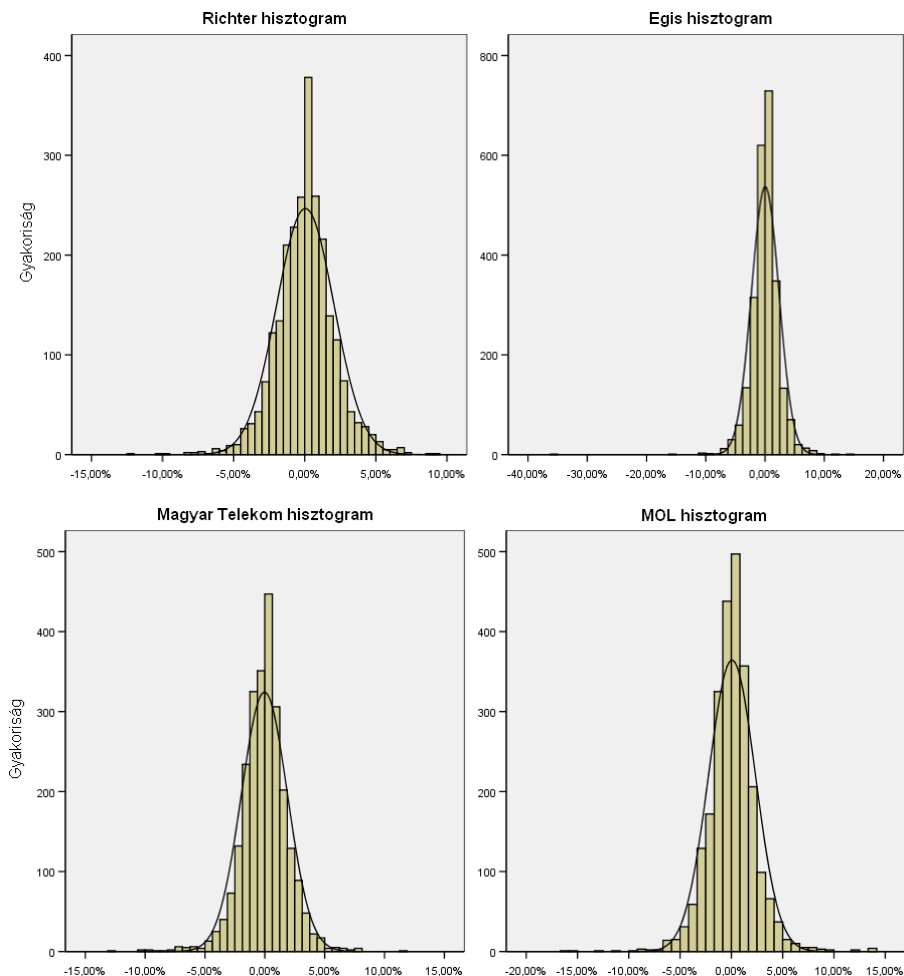 Richter hisztogram
Egis hisztogram
Gyakoriság
400
300
200
100
0
-15,00% -10,00% -5,00% 0,00% 5,00% 10,00%
800
600
400
200
0
-40,00% -30,00% -20,00% -10,00% 0,00% 10,00% 20,00%
Magyar Telekom hisztogram
MOL hisztogram
Gyakoriság
500
400
300
200
100
0
-15,00% -10,00% -5,00% 0,00% 5,00% 10,00% 15,00%
500
400
300
200
100
0
-20,00% -15,00% -10,00% -5,00% 0,00% 5,00% 10,00% 15,00%